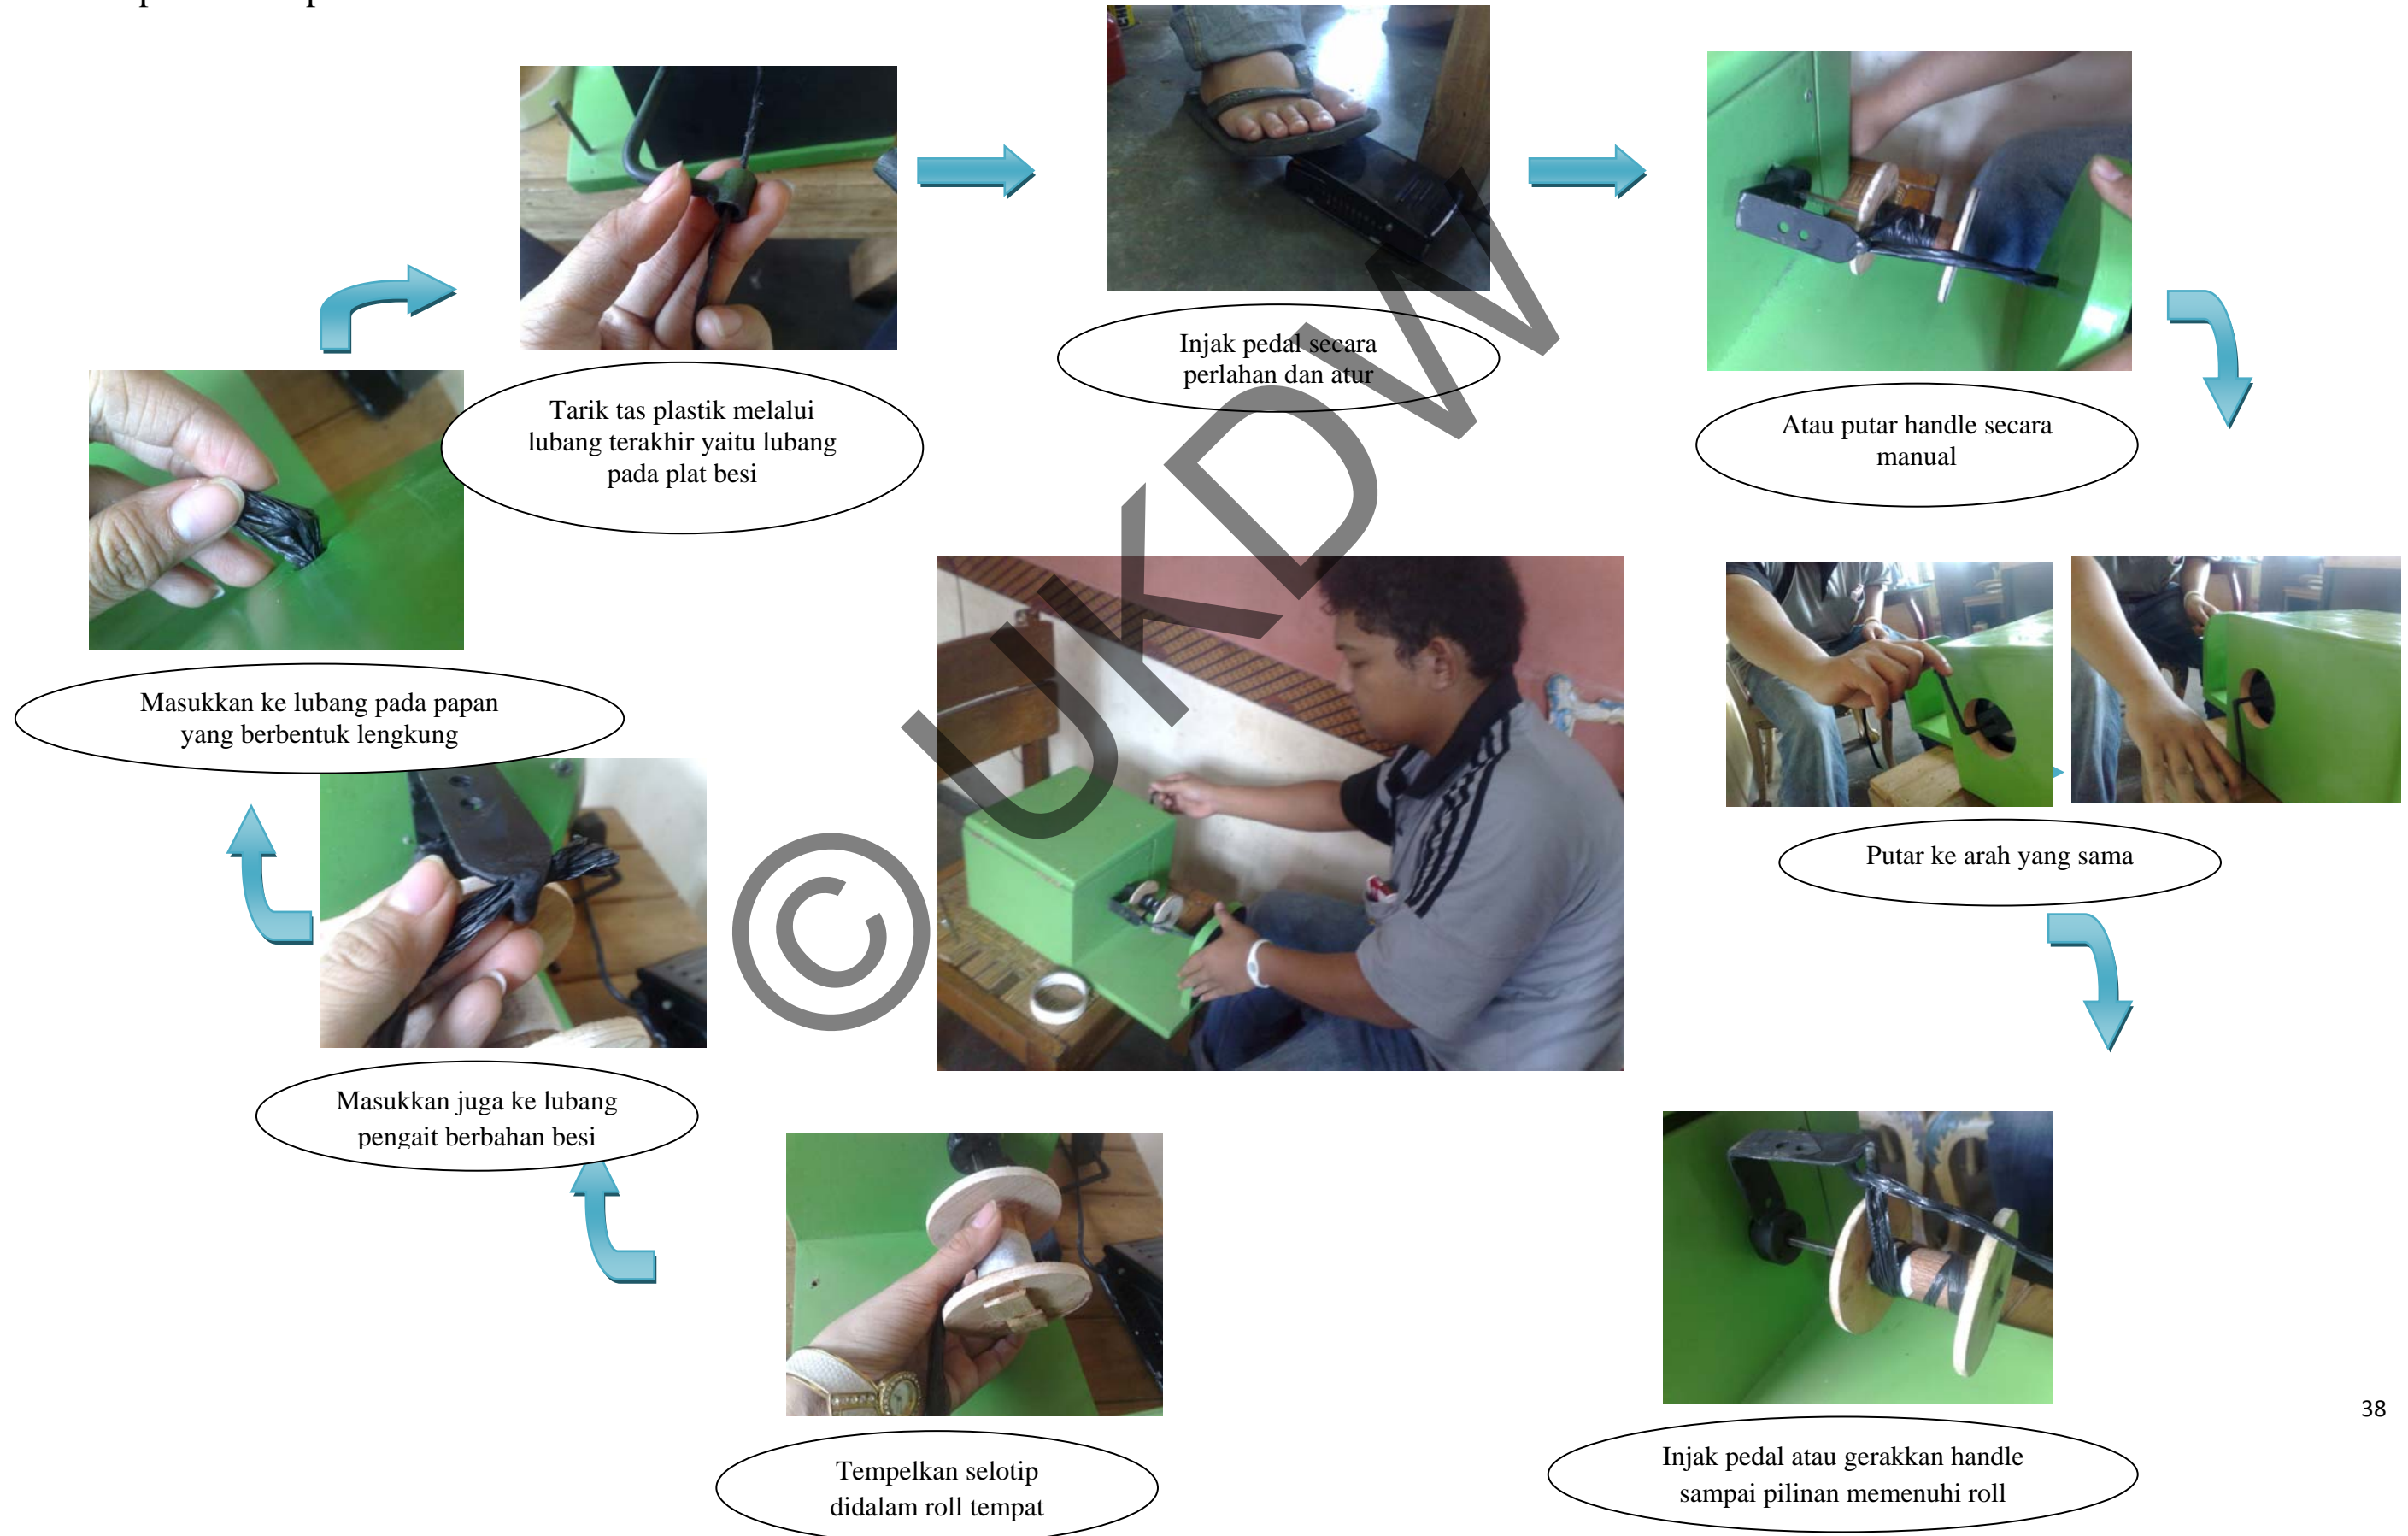 Injak pedal secara
perlahan dan atur
Tarik tas plastik melalui
lubang terakhir yaitu lubang
pada plat besi
Atau putar handle secara
manual
Masukkan ke lubang pada papan
yang berbentuk lengkung
Putar ke arah yang sama
Masukkan juga ke lubang
pengait berbahan besi
Tempelkan selotip
didalam roll tempat
Injak pedal atau gerakkan handle
sampai pilinan memenuhi roll
© UKDW
38